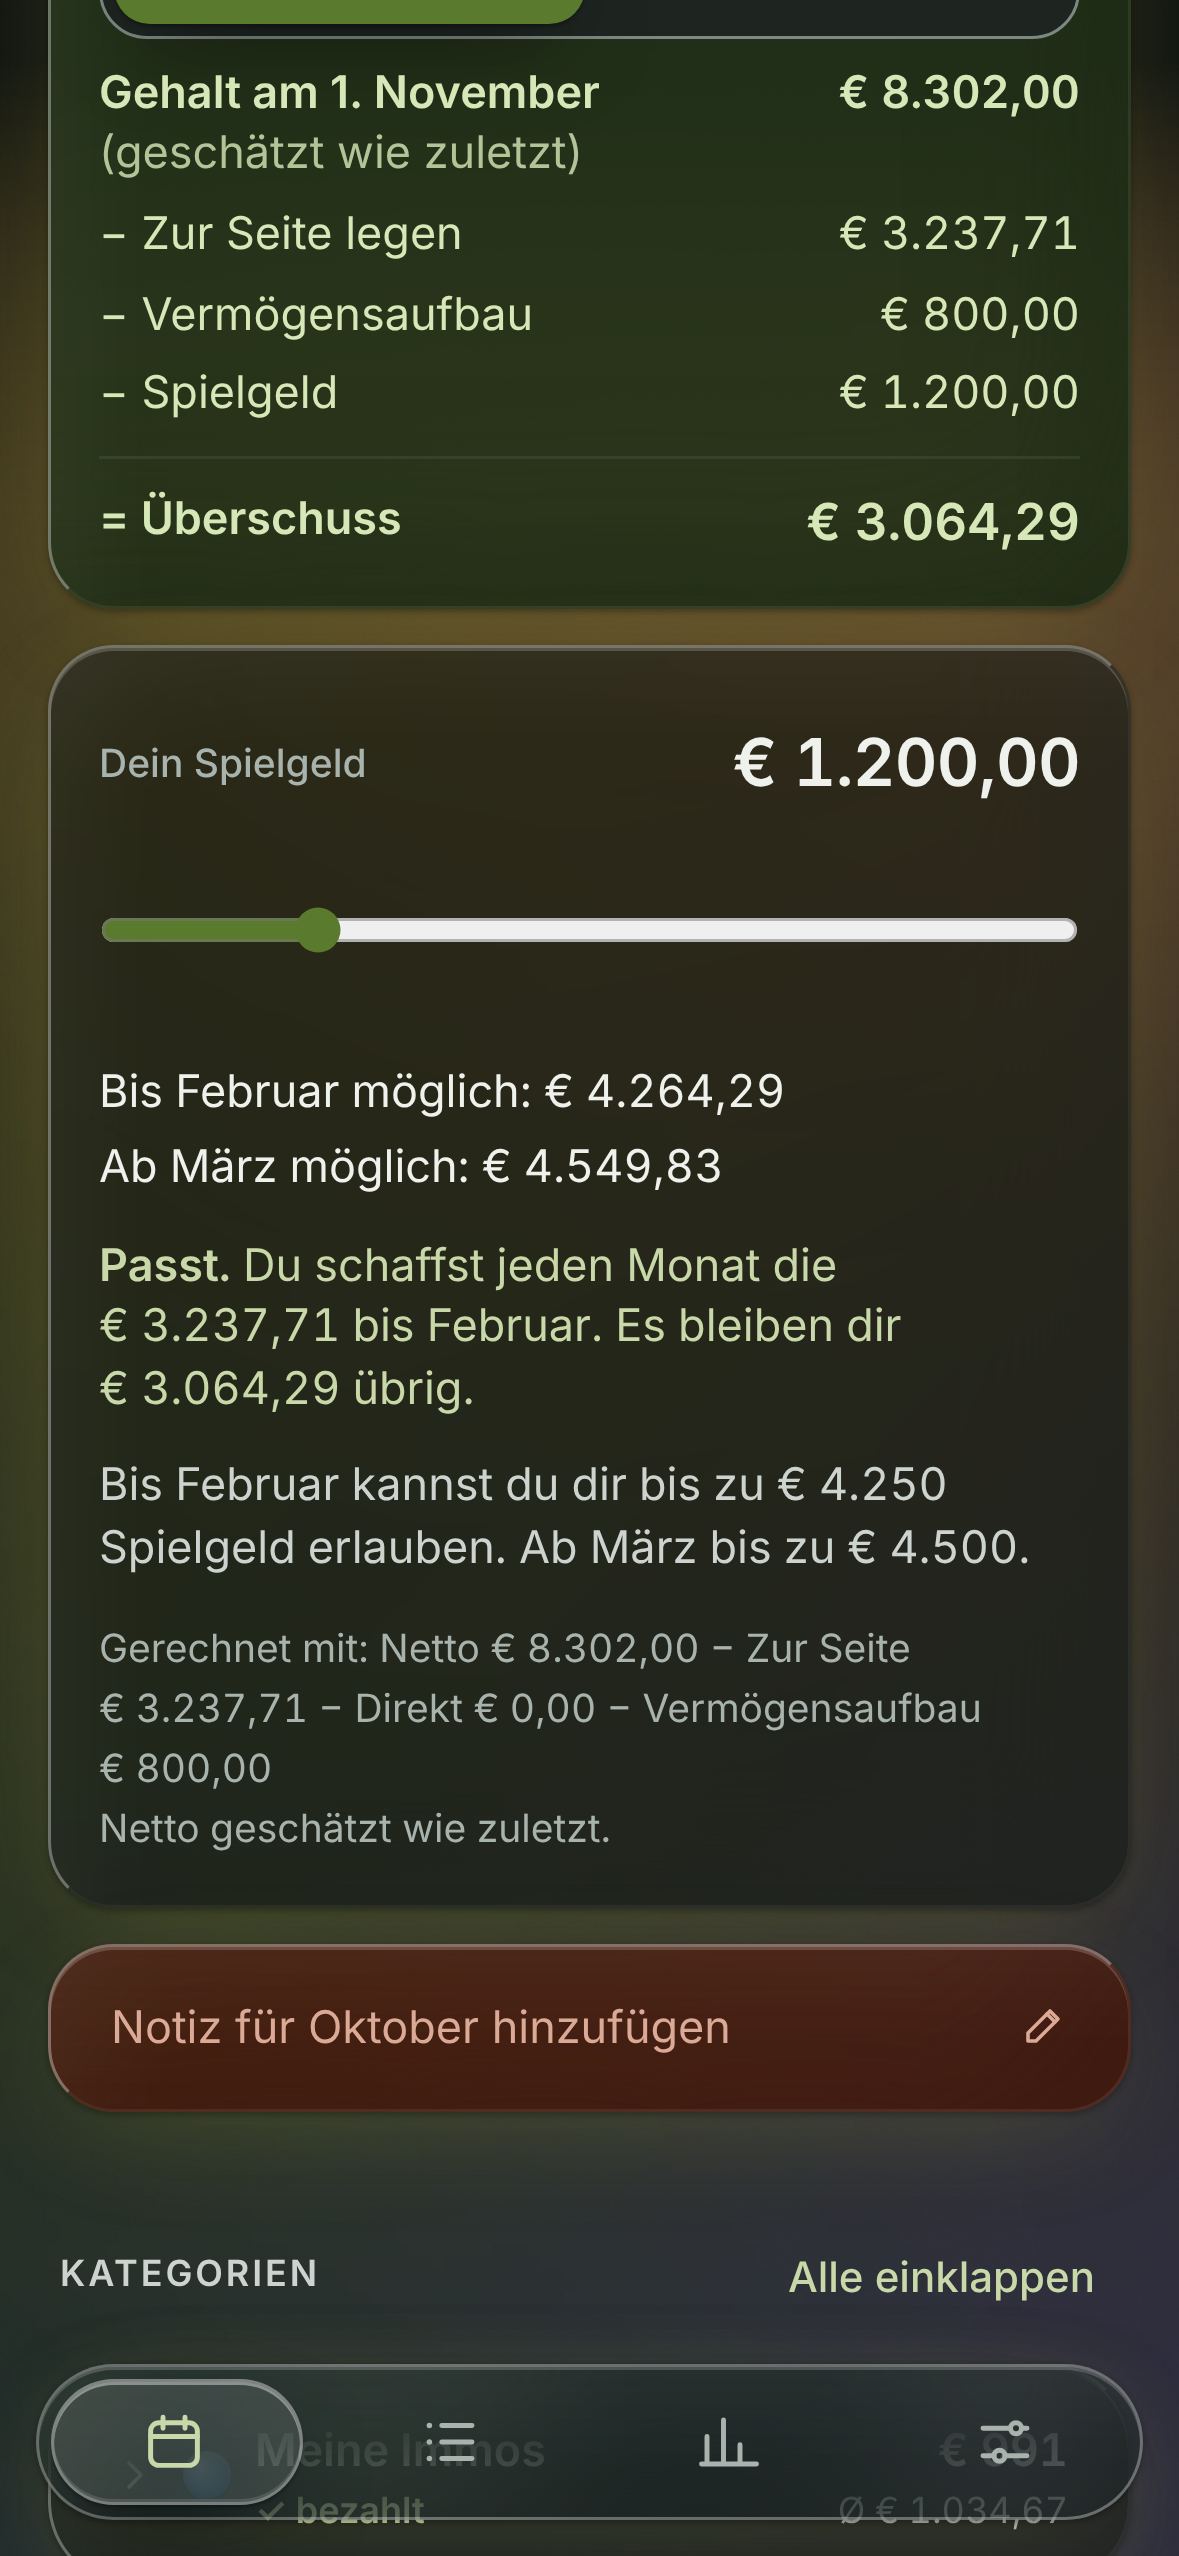 Gehalt am 1. November € 8.302,00
(geschätzt wie zuletzt)
– Zur Seite legen € 3.237,71
– Vermögensaufbau € 800,00
– Spielgeld € 1.200,00
= Überschuss € 3.064,29
Dein Spielgeld € 1.200,00
Bis Februar möglich: € 4.264,29
Ab März möglich: € 4.549,83
Passt. Du schaffst jeden Monat die
€ 3.237,71 bis Februar. Es bleiben dir
€ 3.064,29 übrig.
Bis Februar kannst du dir bis zu € 4.250
Spielgeld erlauben. Ab März bis zu € 4.500.
Gerechnet mit: Netto € 8.302,00 – Zur Seite
€ 3.237,71 – Direkt € 0,00 – Vermögensaufbau
€ 800,00
Netto geschätzt wie zuletzt.
Notiz für Oktober hinzufügen
KATEGORIEN Alle einklappen
Meine Immos
✓ bezahlt Ø € 1.034,67